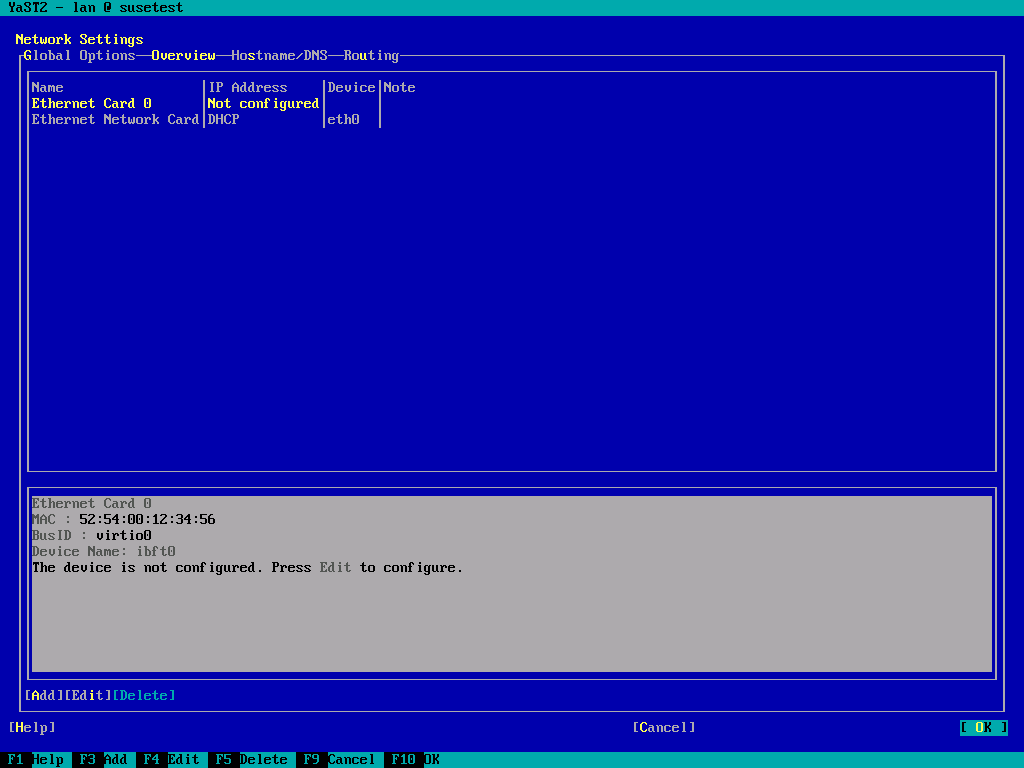 YaST2 - lan @ susetest
Network Settings
Global Options Overview Hostname/DNS Routing
Name IP Address Device Note
Ethernet Card 0 Not configured
Ethernet Network Card DHCP eth0
Ethernet Card 0
MAC : 52:54:00:12:34:56
BusID : virtio0
Device Name: ibft0
The device is not configured. Press Edit to configure.
[Add][Edit][Delete]
[Help] [Cancel] [ OK ]
F1 Help F3 Add F4 Edit F5 Delete F9 Cancel F10 OK